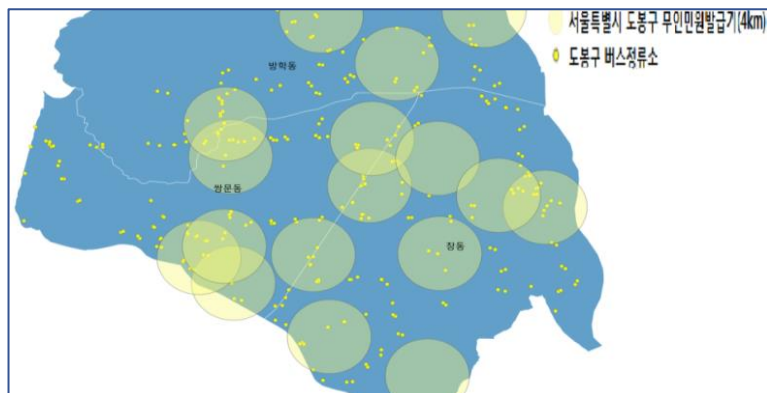 서울특별시 도봉구 무인민원발급기(4km)
도봉구 버스정류소
방학동
쌍문동
창동